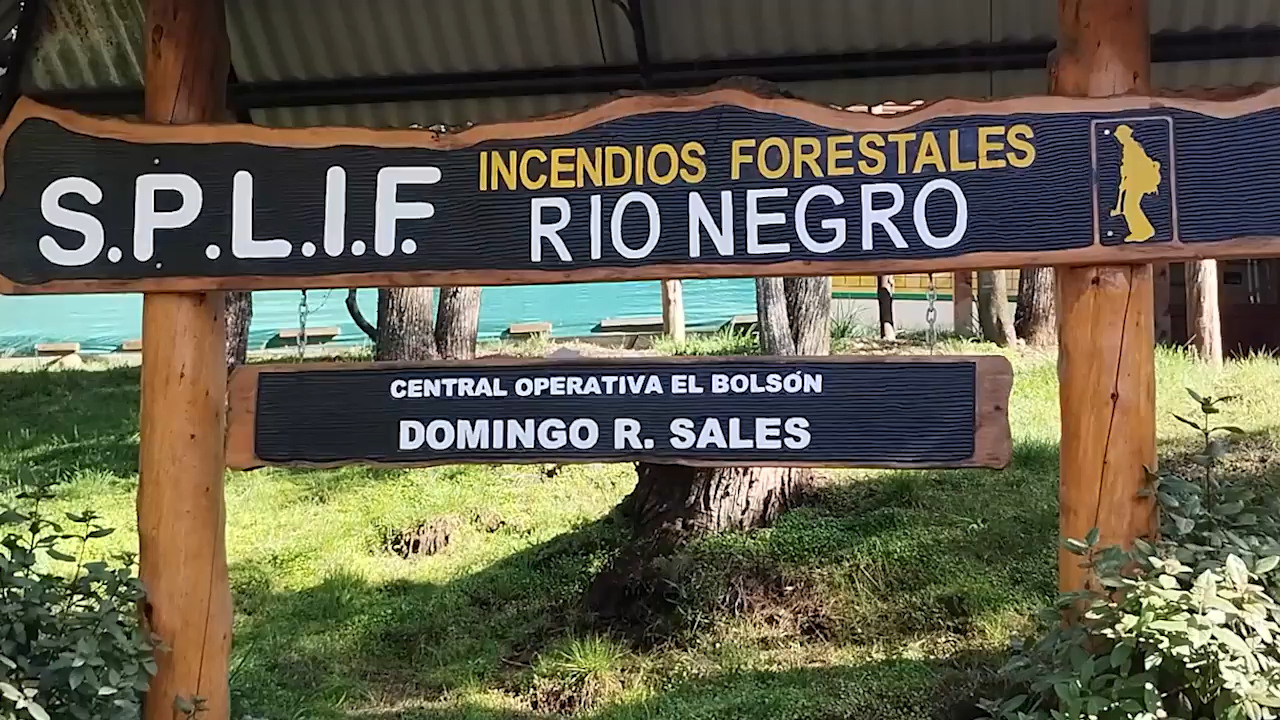 S.P.L.I.F.
INCENDIOS FORESTALES
RIO NEGRO
CENTRAL OPERATIVA EL BOLSÓN
DOMINGO R. SALES